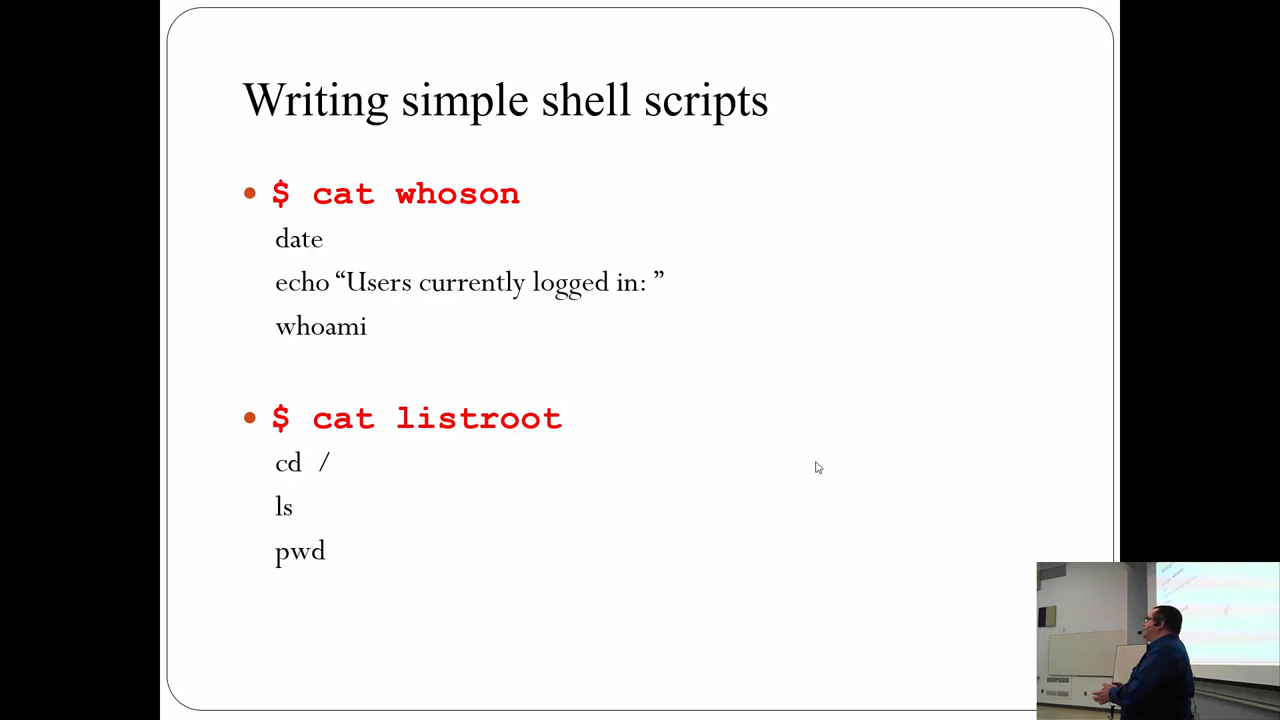 Writing simple shell scripts
• $ cat whoson
date
echo “Users currently logged in: ”
whoami
• $ cat listroot
cd /
ls
pwd